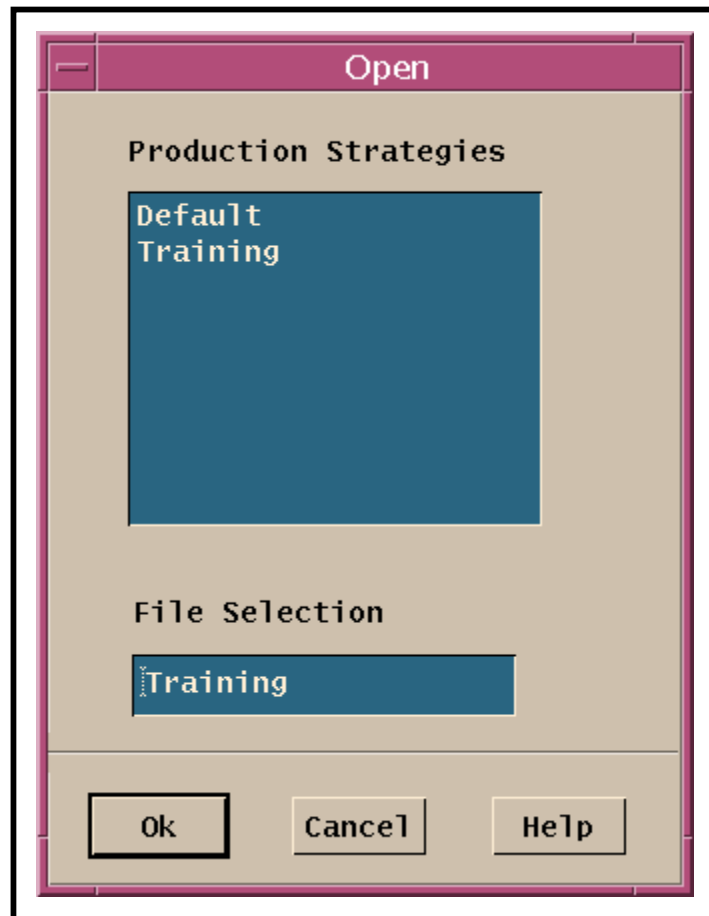 Open
Production Strategies
Default
Training
File Selection
Training
Ok
Cancel
Help